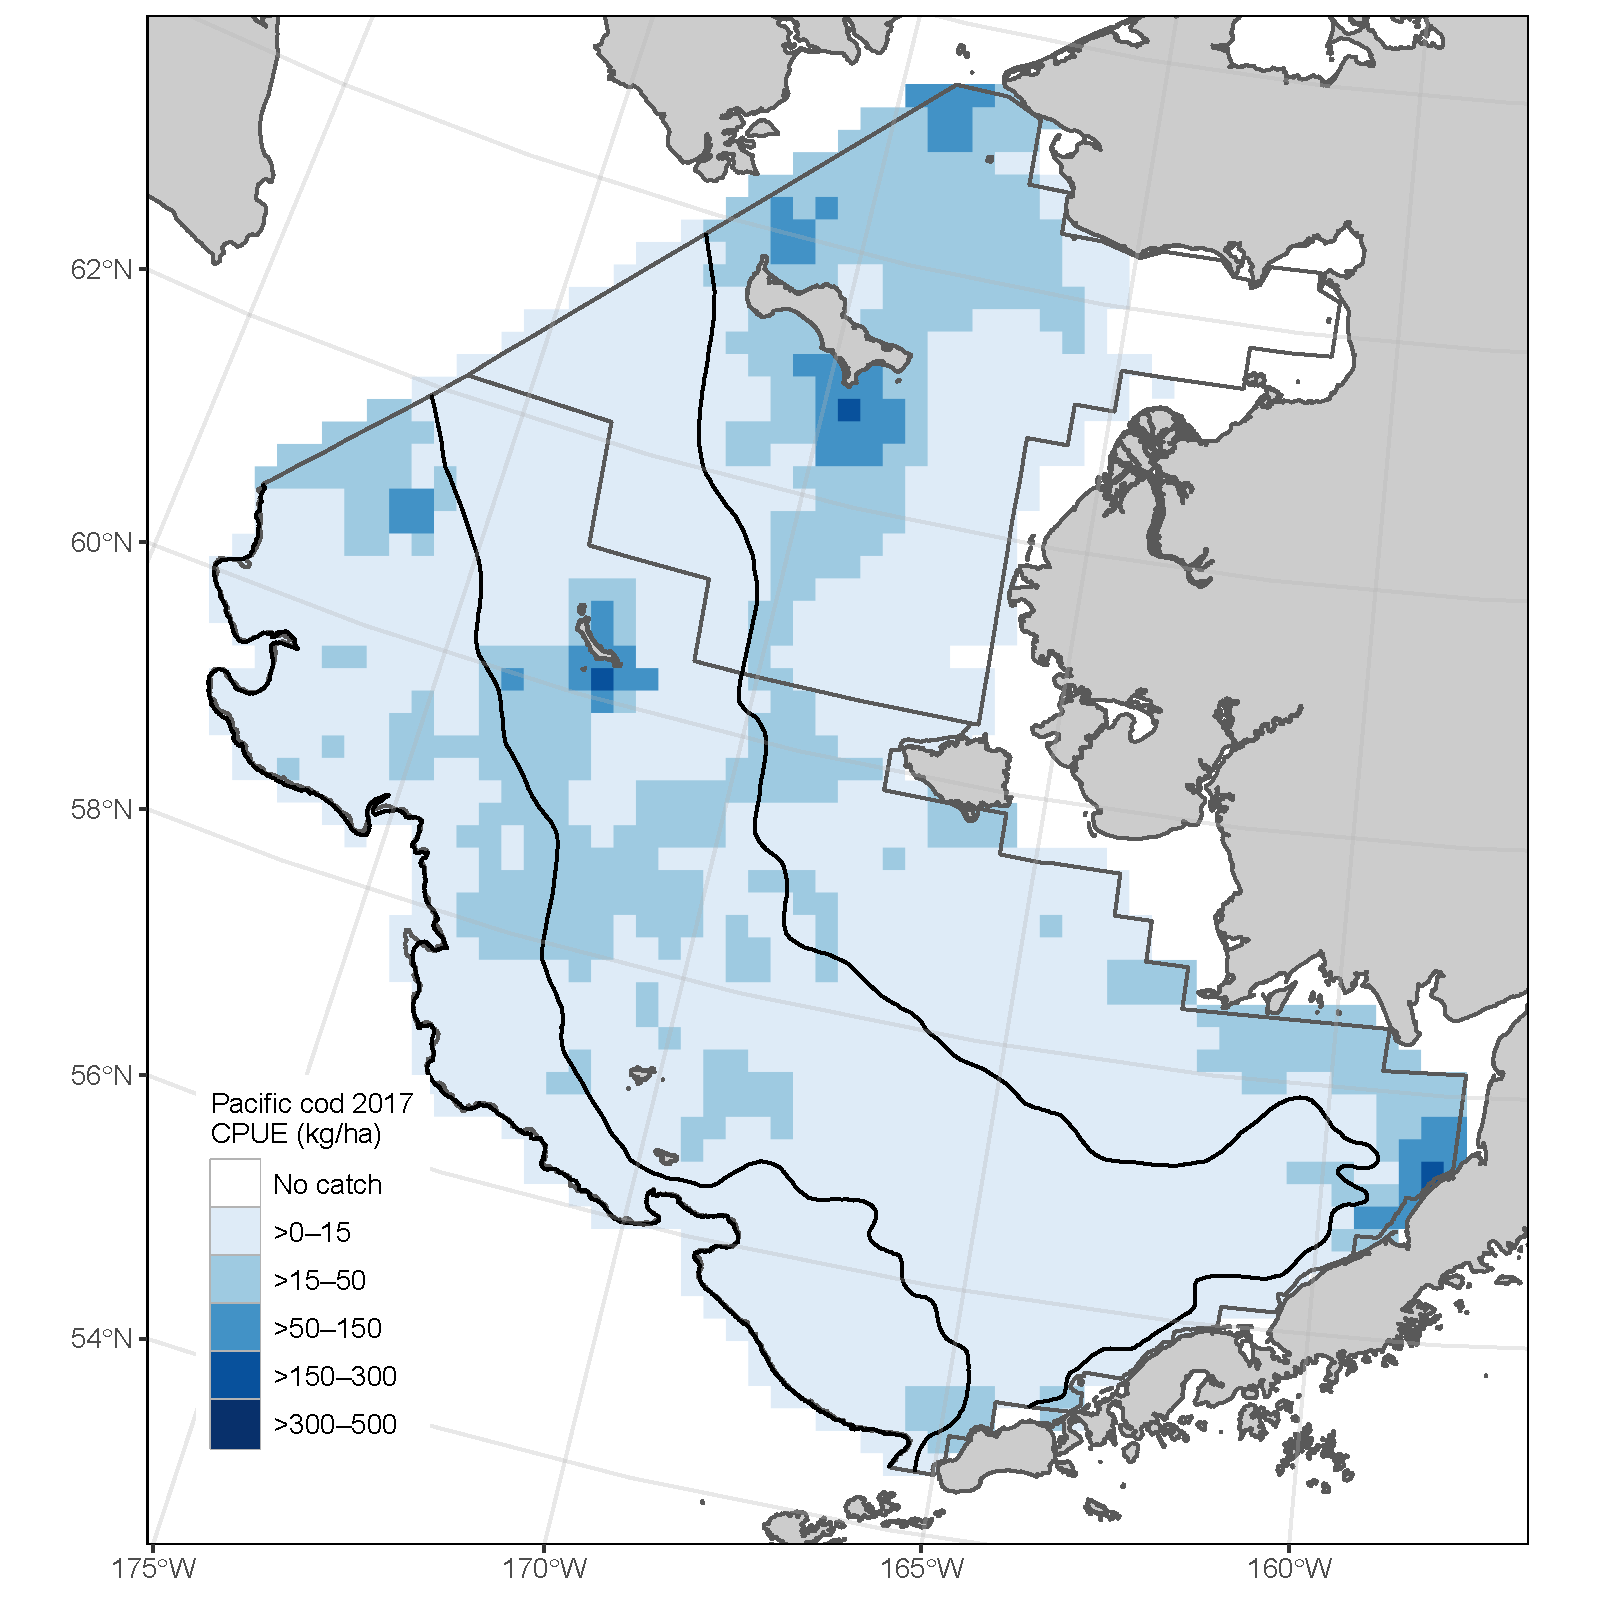 62°N
60°N
58°N
56°N
54°N
Pacific cod 2017
CPUE (kg/ha)
No catch
>0–15
>15–50
>50–150
>150–300
>300–500
175°W
170°W
165°W
160°W